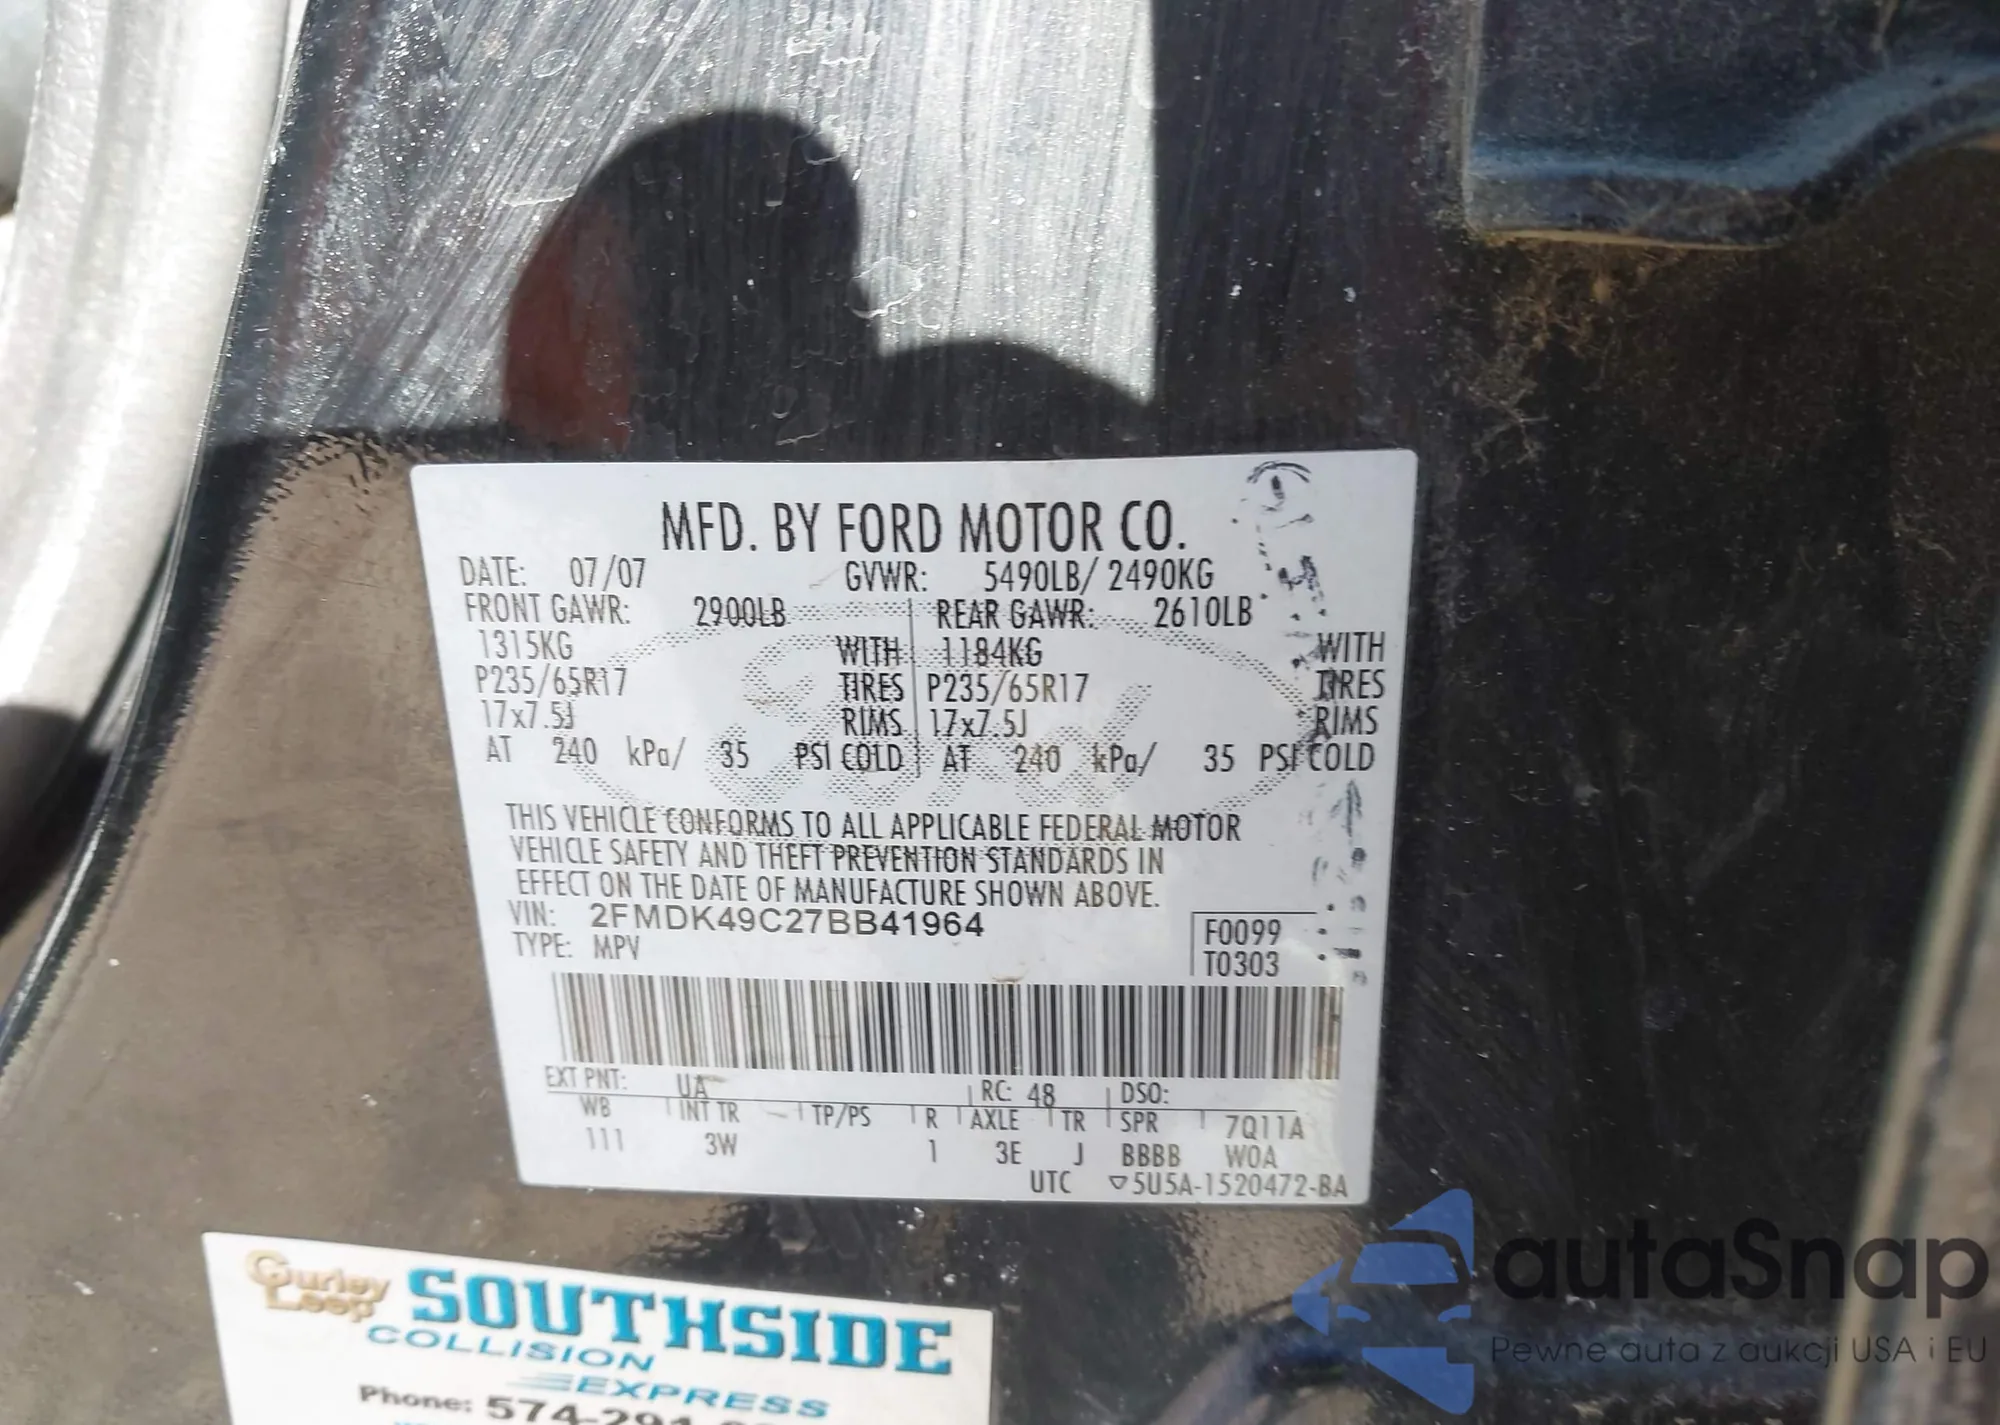 MFD. BY FORD MOTOR CO.
DATE: 07/07 GVWR: 5490LB/ 2490KG
FRONT GAWR: 2900LB REAR GAWR: 2610LB
1315KG WITH 1184KG WITH
P235/65R17 TIRES P235/65R17 TIRES
17x7.5J RIMS 17x7.5J RIMS
AT 240 kPa/ 35 PSI COLD AT 240 kPa/ 35 PSI COLD
THIS VEHICLE CONFORMS TO ALL APPLICABLE FEDERAL MOTOR
VEHICLE SAFETY AND THEFT PREVENTION STANDARDS IN
EFFECT ON THE DATE OF MANUFACTURE SHOWN ABOVE.
VIN: 2FMDK49C27BB41964
F0099
TYPE: MPV
T0303
EXT PNT: UA RC: 48 DSO:
WB INT TR TP/PS R AXLE TR SPR 7Q11A
111 3W 1 3E J BBBB WOA
UTC ▽5U5A-1520472-BA
Gurley Leep
SOUTHSIDE
COLLISION
EXPRESS
Phone: 574-291
autaSnap
Pewne auta z aukcji USA i EU